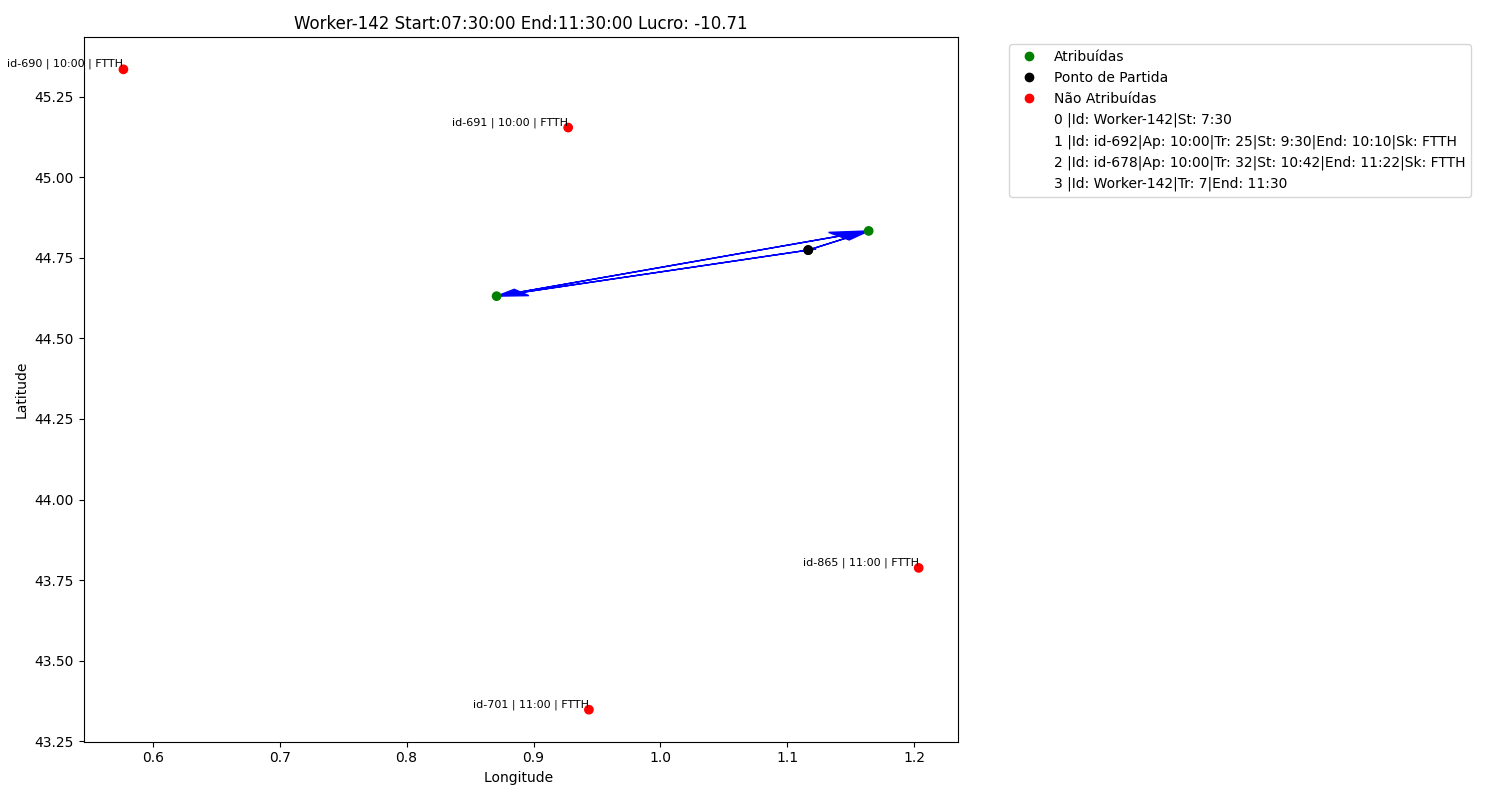 Worker-142 Start:07:30:00 End:11:30:00 Lucro: -10.71
Atribuídas
Ponto de Partida
Não Atribuídas
0 |Id: Worker-142|St: 7:30
1 |Id: id-692|Ap: 10:00|Tr: 25|St: 9:30|End: 10:10|Sk: FTTH
2 |Id: id-678|Ap: 10:00|Tr: 32|St: 10:42|End: 11:22|Sk: FTTH
3 |Id: Worker-142|Tr: 7|End: 11:30
id-690 | 10:00 | FTTH
id-691 | 10:00 | FTTH
id-865 | 11:00 | FTTH
id-701 | 11:00 | FTTH
45.25
45.00
44.75
44.50
44.25
44.00
43.75
43.50
43.25
Latitude
0.6 0.7 0.8 0.9 1.0 1.1 1.2
Longitude